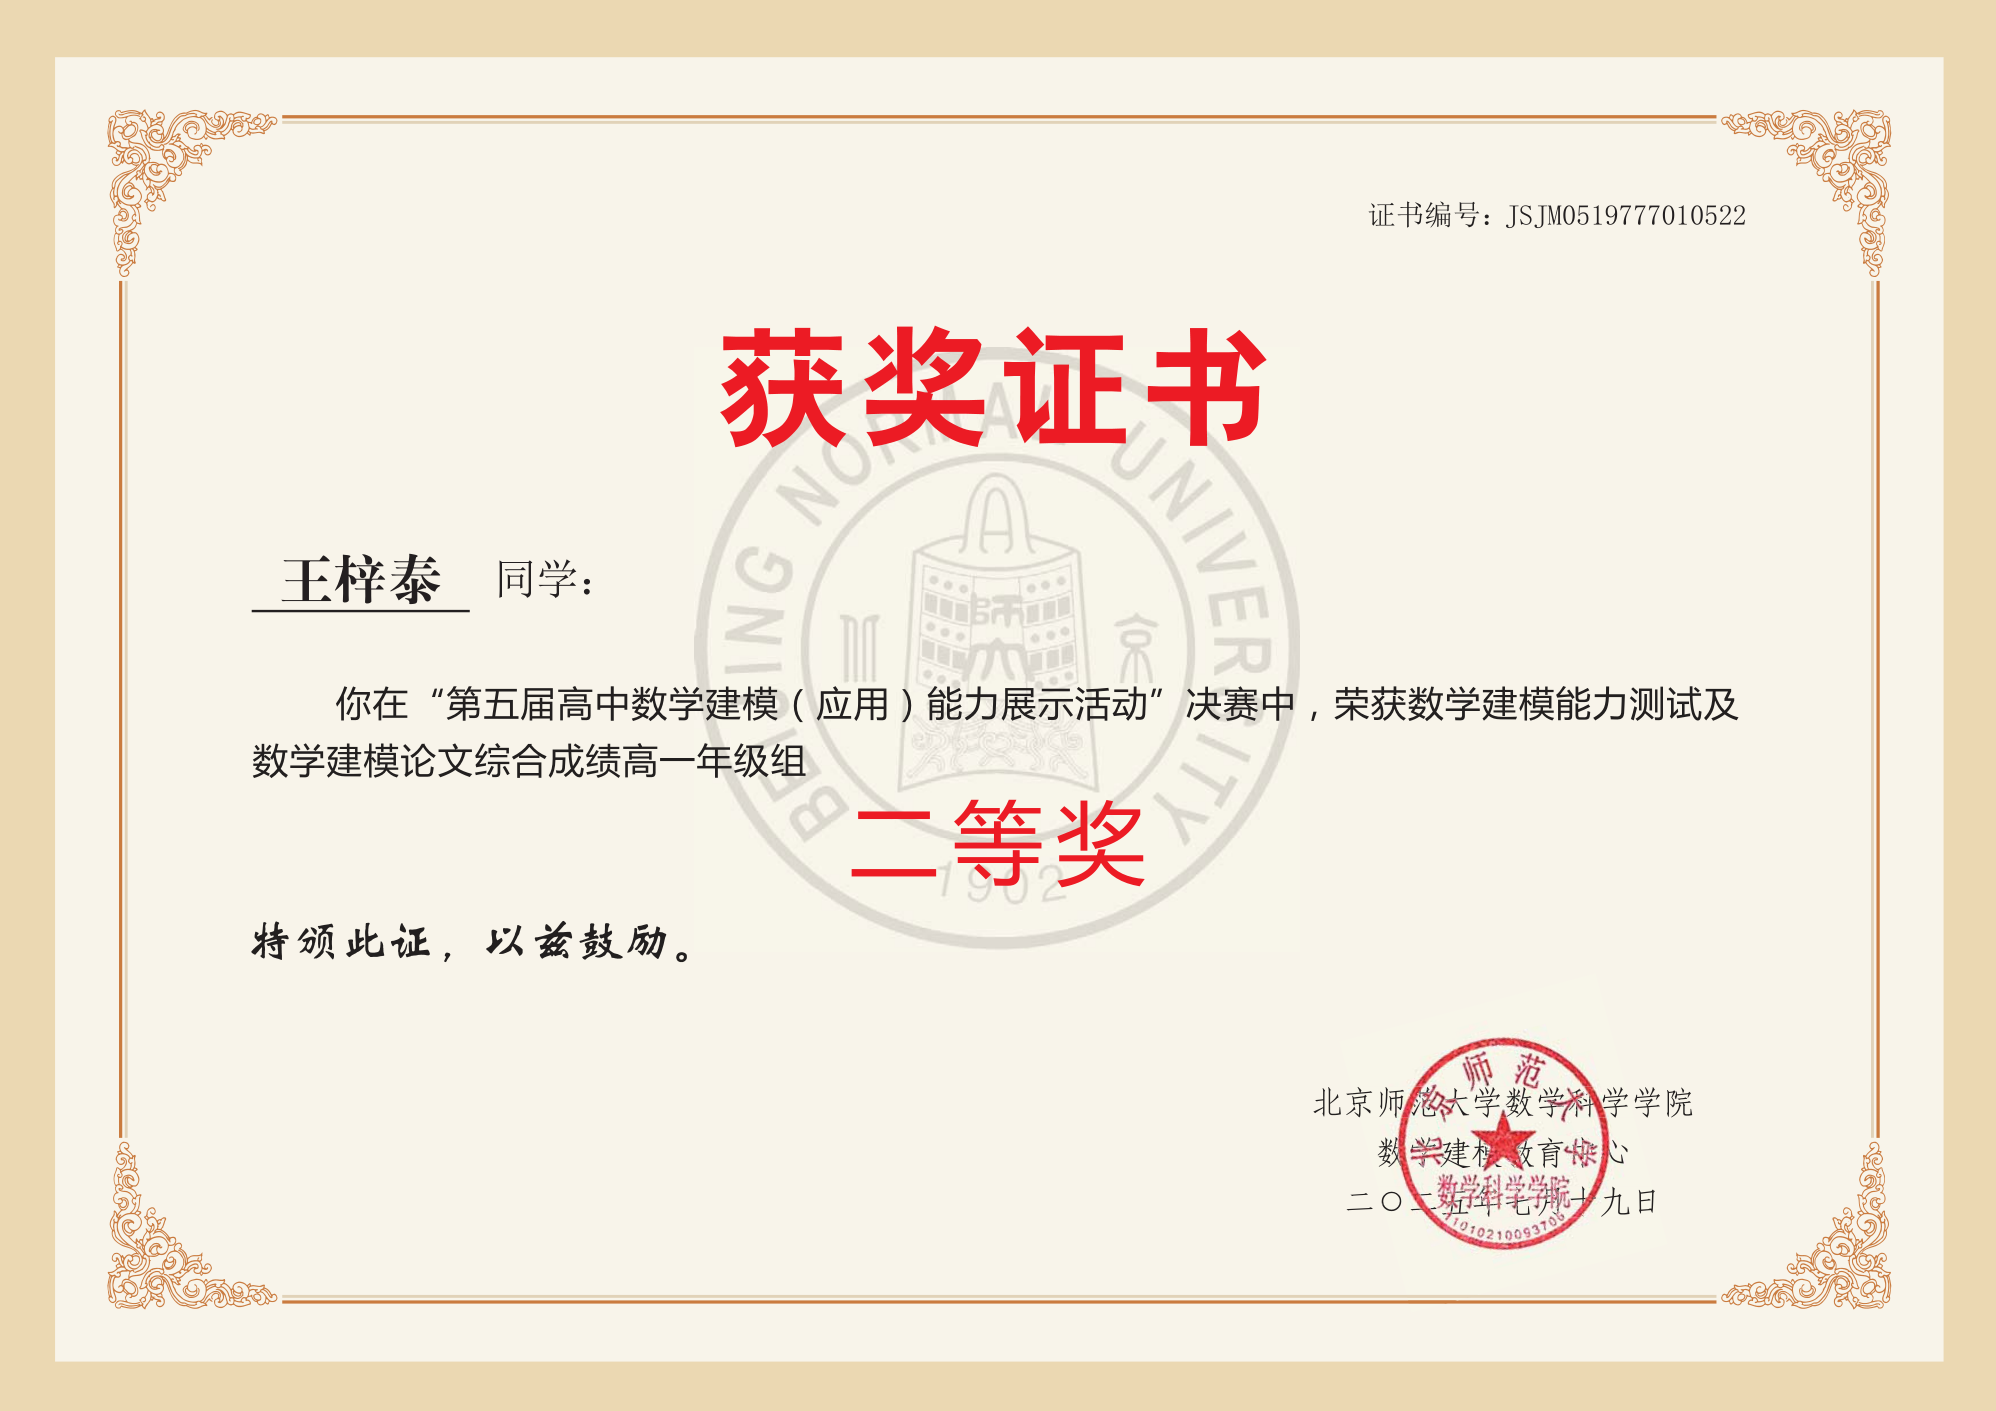 证书编号：JSJM0519777010522
获奖证书
BEIJING NORMAL UNIVERSITY
1902
师大
京
王梓泰 同学：
你在“第五届高中数学建模（应用）能力展示活动”决赛中，荣获数学建模能力测试及
数学建模论文综合成绩高一年级组
二等奖
特颁此证，以兹鼓励。
北京师范大学数学科学学院
数学建模教育中心
二〇二五年七月十九日
北京师范大学
数学科学学院